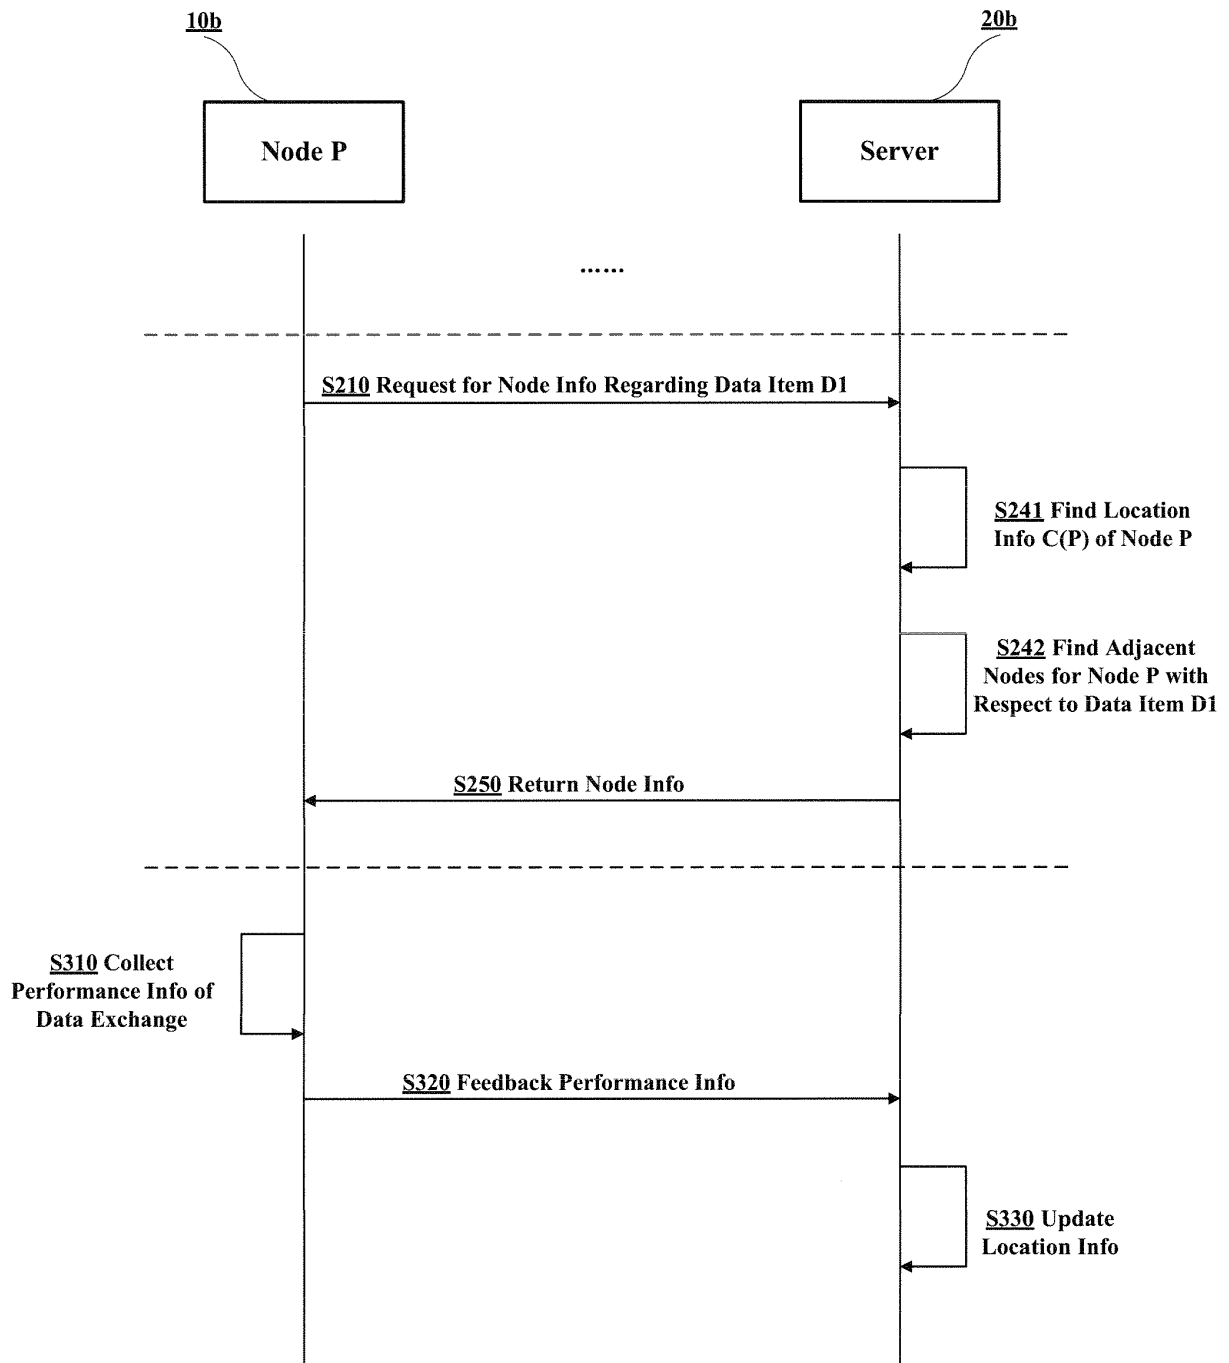 10b
20b
Node P
Server
......
S210 Request for Node Info Regarding Data Item D1
S241 Find Location
Info C(P) of Node P
S242 Find Adjacent
Nodes for Node P with
Respect to Data Item D1
S250 Return Node Info
S310 Collect
Performance Info of
Data Exchange
S320 Feedback Performance Info
S330 Update
Location Info